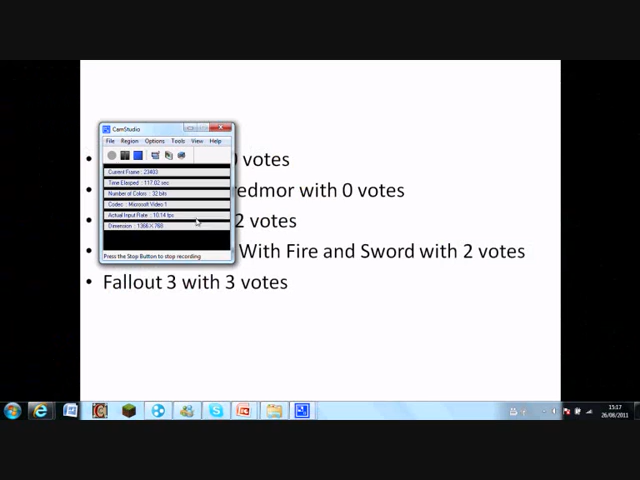 CamStudio
File Region Options Tools View Help
Current Frame : 23403
Time Elapsed : 117.02 sec
Number of Colors : 32 bits
Codec : Microsoft Video 1
Actual Input Rate : 10.14 fps
Dimension : 1366 X 768
Press the Stop Button to stop recording
votes
redmor with 0 votes
2 votes
With Fire and Sword with 2 votes
• Fallout 3 with 3 votes
15:17
26/08/2011